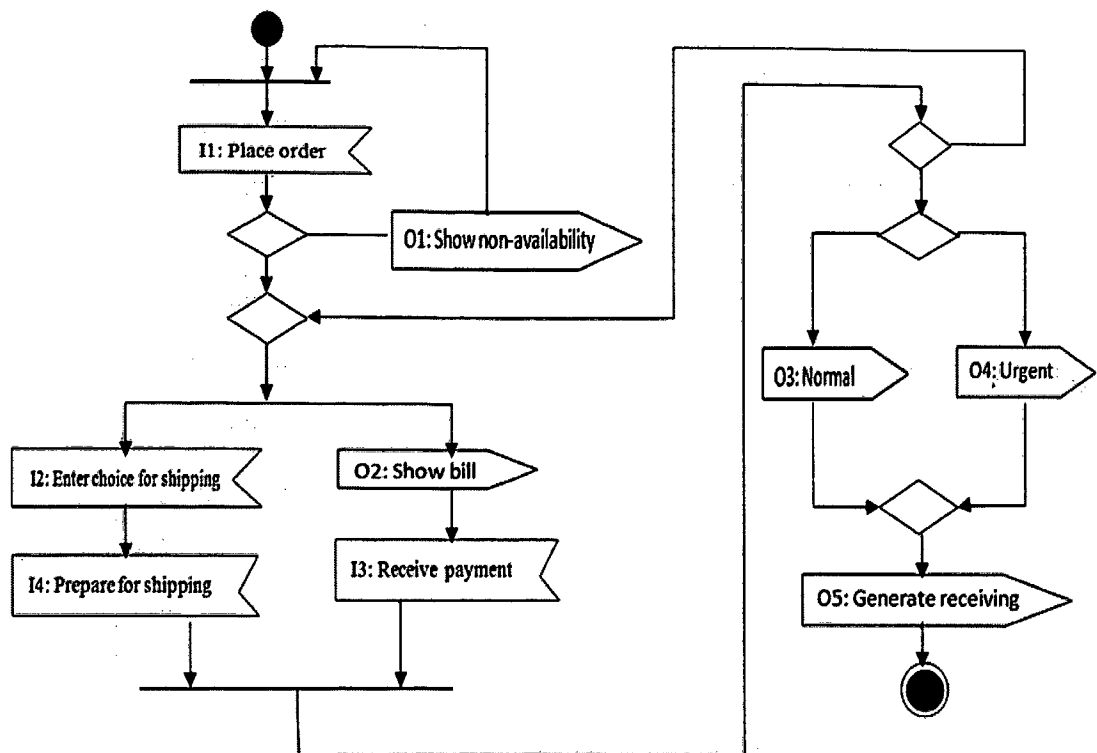 I1: Place order
O1: Show non-availability
I2: Enter choice for shipping
O2: Show bill
I4: Prepare for shipping
I3: Receive payment
O3: Normal
O4: Urgent
O5: Generate receiving